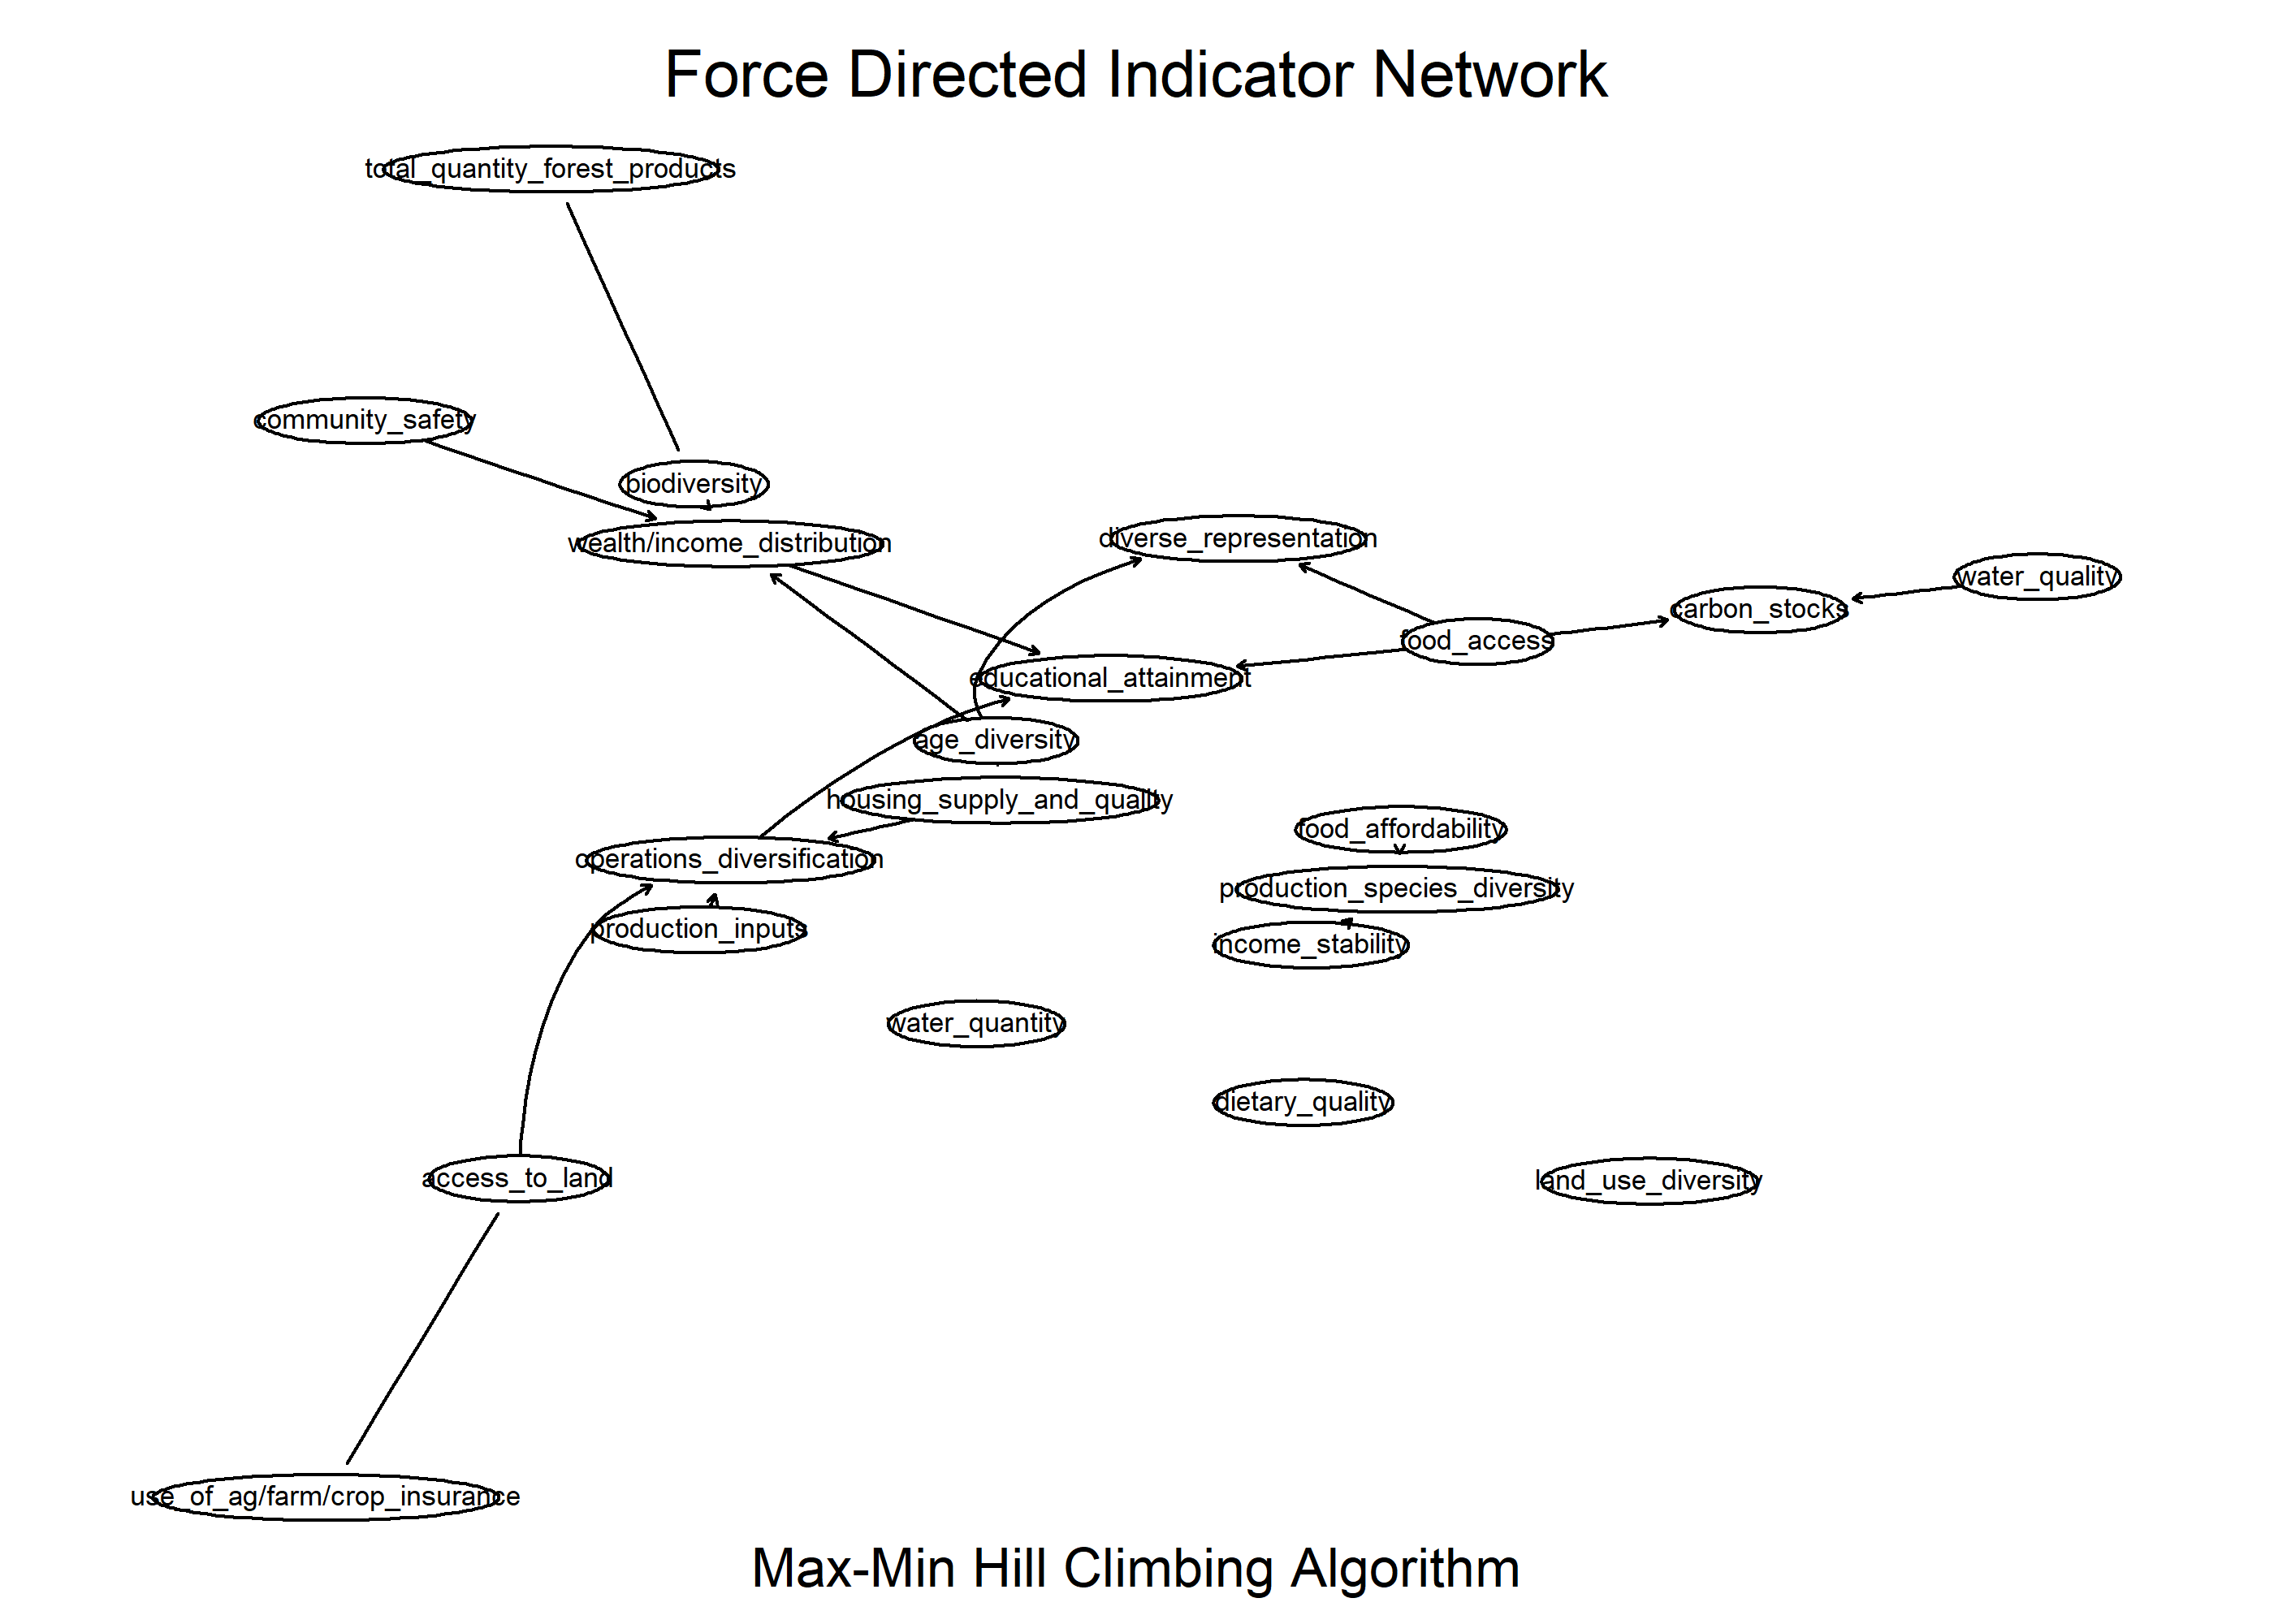 Force Directed Indicator Network
total_quantity_forest_products
community_safety
biodiversity
wealth/income_distribution
diverse_representation
water_quality
carbon_stocks
food_access
educational_attainment
age_diversity
housing_supply_and_quality
food_affordability
operations_diversification
production_species_diversity
production_inputs
income_stability
water_quantity
dietary_quality
access_to_land
land_use_diversity
use_of_ag/farm/crop_insurance
Max-Min Hill Climbing Algorithm